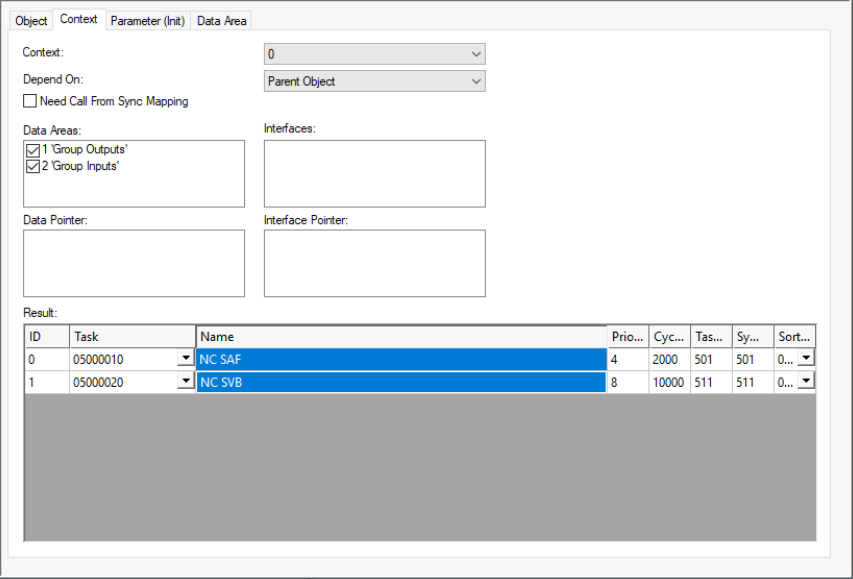 Object Context Parameter (Init) Data Area
Context: 0
Depend On: Parent Object
Need Call From Sync Mapping
Data Areas: Interfaces:
1 'Group Outputs'
2 'Group Inputs'
Data Pointer: Interface Pointer:
Result:
ID Task Name Prio... Cyc... Tas... Sy... Sort...
0 05000010 NC SAF 4 2000 501 501 0...
1 05000020 NC SVB 8 10000 511 511 0...